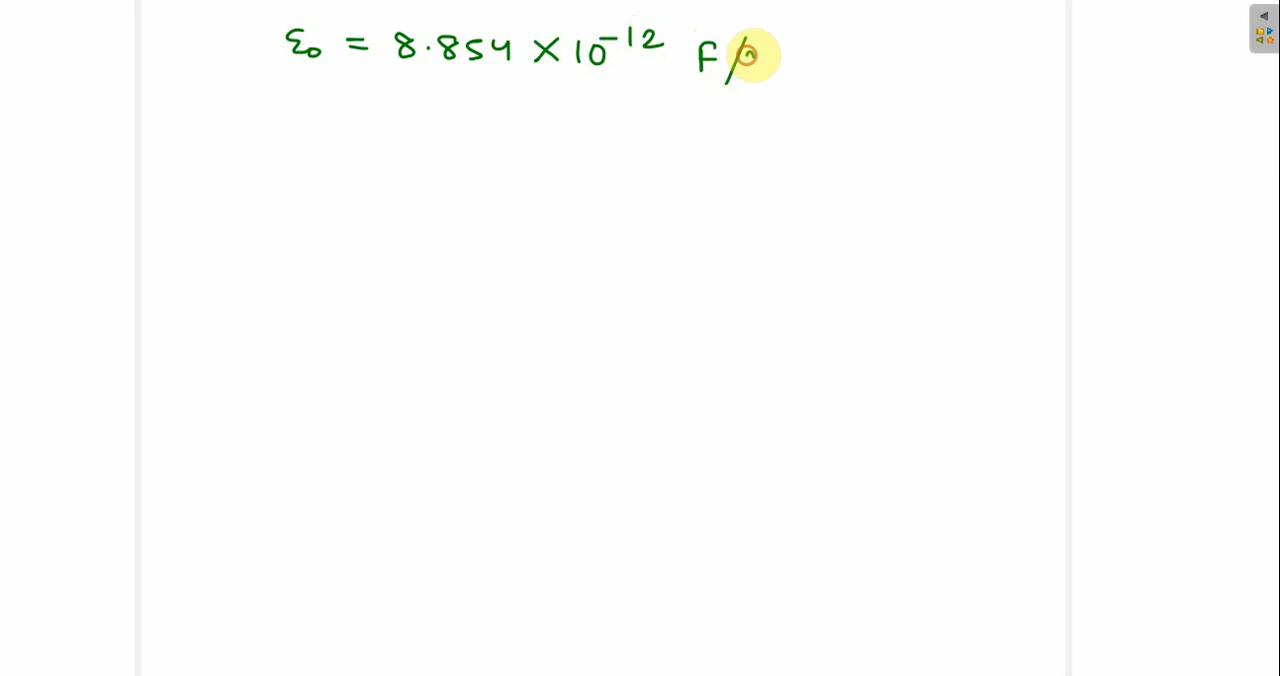 ε₀ = 8.854 × 10⁻¹² F/